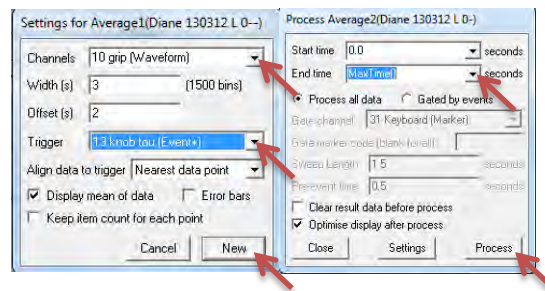 Settings for Average1(Diane 130312 L 0--)
Channels 10 grip (Waveform)
Width (s) 3 (1500 bins)
Offset (s) 2
Trigger 13 knob tou (Event+)
Align data to trigger Nearest data point
Display mean of data Error bars
Keep item count for each point
Cancel New
Process Average2(Diane 130312 L 0-)
Start time 0.0 seconds
End time MaxTime() seconds
Process all data Gated by events
Gate channel 31 Keyboard (Marker)
Gate marker code (blank for all)
Sweep Length 1.5 seconds
Pre-event time 0.5 seconds
Clear result data before process
Optimise display after process
Close Settings Process